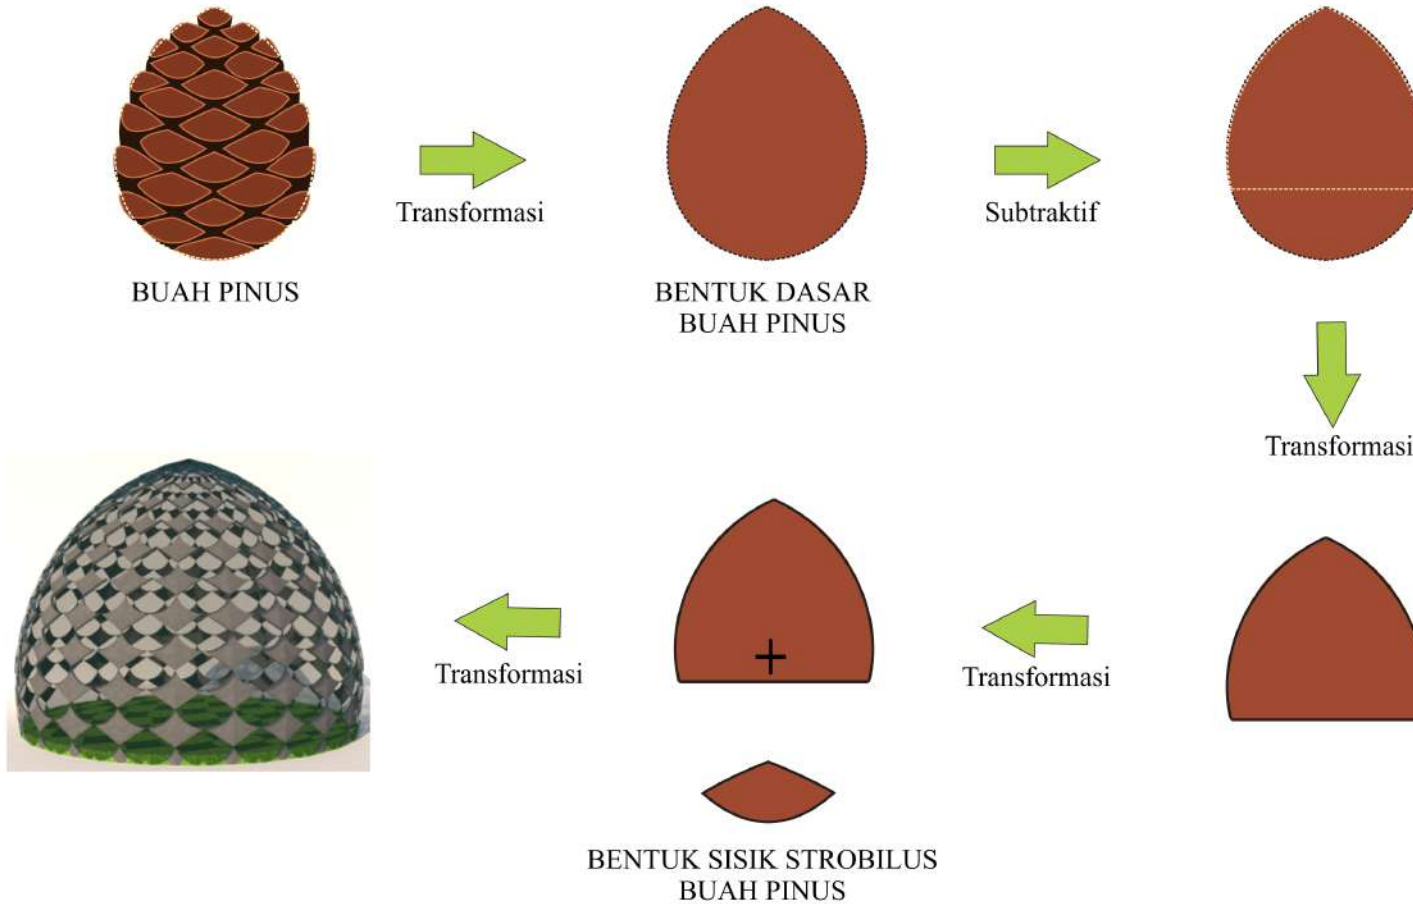 Transformasi
Subtraktif
BUAH PINUS
BENTUK DASAR
BUAH PINUS
Transformasi
Transformasi
Transformasi
+
BENTUK SISIK STROBILUS
BUAH PINUS